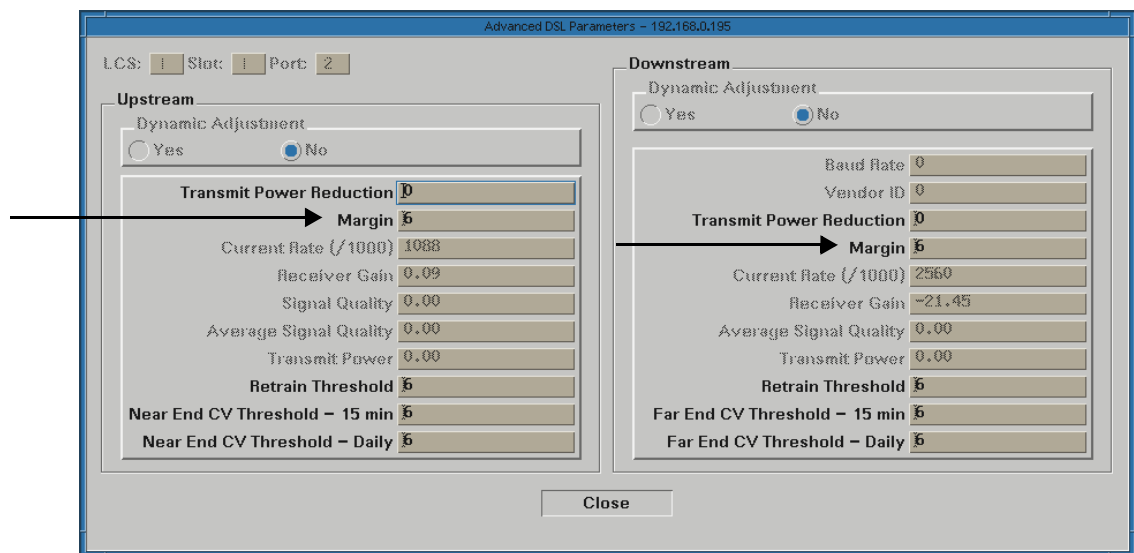 Advanced DSL Parameters - 192.168.0.195
LCS: 1 Slot: 1 Port: 2
Upstream
Dynamic Adjustment
Yes No
Transmit Power Reduction 0
Margin 6
Current Rate (/1000) 1088
Receiver Gain 0.09
Signal Quality 0.00
Average Signal Quality 0.00
Transmit Power 0.00
Retrain Threshold 6
Near End CV Threshold - 15 min 6
Near End CV Threshold - Daily 6
Downstream
Dynamic Adjustment
Yes No
Baud Rate 0
Vendor ID 0
Transmit Power Reduction 0
Margin 6
Current Rate (/1000) 2560
Receiver Gain -21.45
Average Signal Quality 0.00
Transmit Power 0.00
Retrain Threshold 6
Far End CV Threshold - 15 min 6
Far End CV Threshold - Daily 6
Close